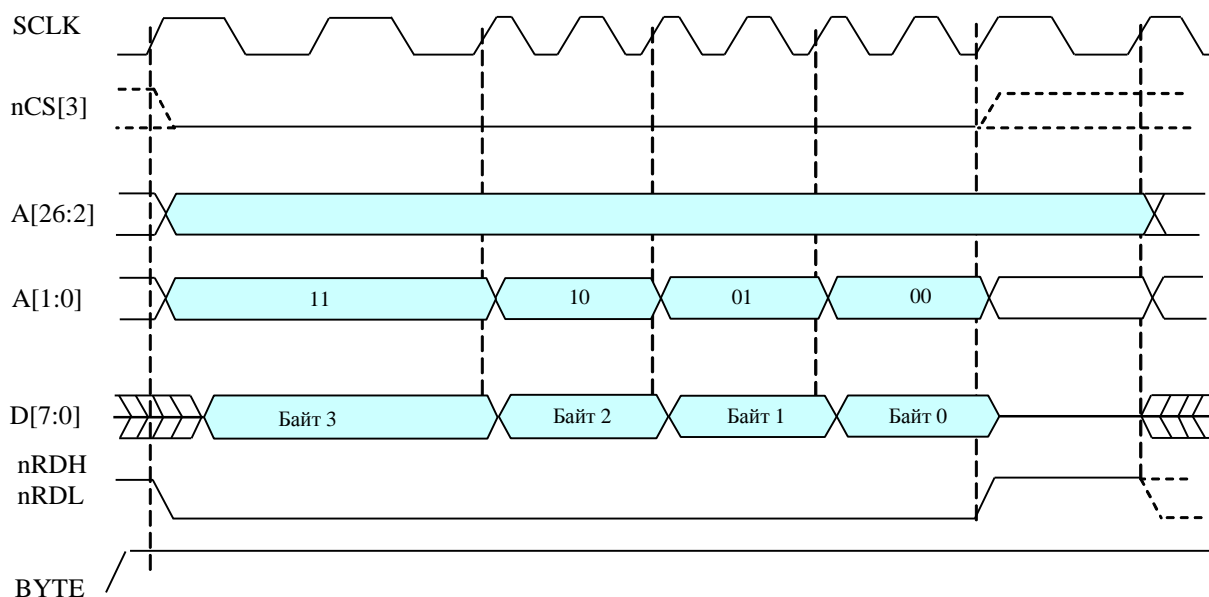 SCLK
nCS[3]
A[26:2]
A[1:0] 11 10 01 00
D[7:0] Байт 3 Байт 2 Байт 1 Байт 0
nRDH
nRDL
BYTE